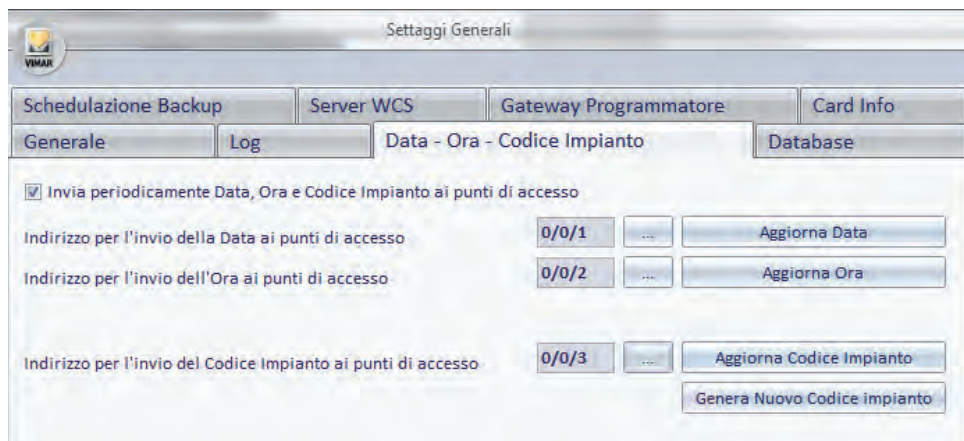 Settaggi Generali
VIMAR
Schedulazione Backup Server WCS Gateway Programmatore Card Info
Generale Log Data - Ora - Codice Impianto Database
Invia periodicamente Data, Ora e Codice Impianto ai punti di accesso
Indirizzo per l'invio della Data ai punti di accesso 0/0/1 ... Aggiorna Data
Indirizzo per l'invio dell'Ora ai punti di accesso 0/0/2 ... Aggiorna Ora
Indirizzo per l'invio del Codice Impianto ai punti di accesso 0/0/3 ... Aggiorna Codice Impianto
Genera Nuovo Codice impianto